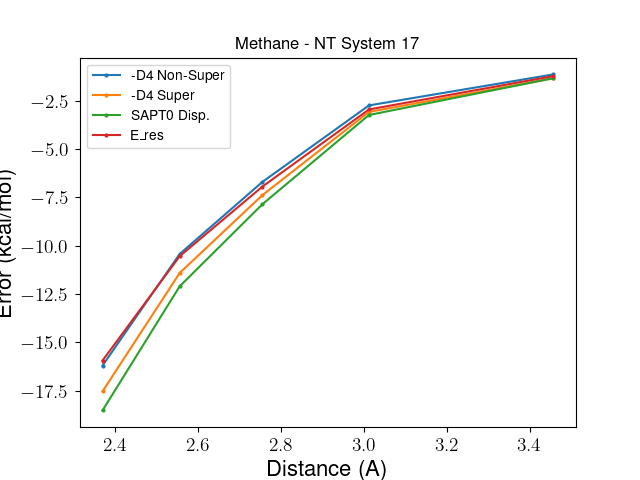 Methane - NT System 17
-D4 Non-Super
-D4 Super
SAPT0 Disp.
E_res
−2.5
−5.0
−7.5
−10.0
−12.5
−15.0
−17.5
Error (kcal/mol)
2.4 2.6 2.8 3.0 3.2 3.4
Distance (A)